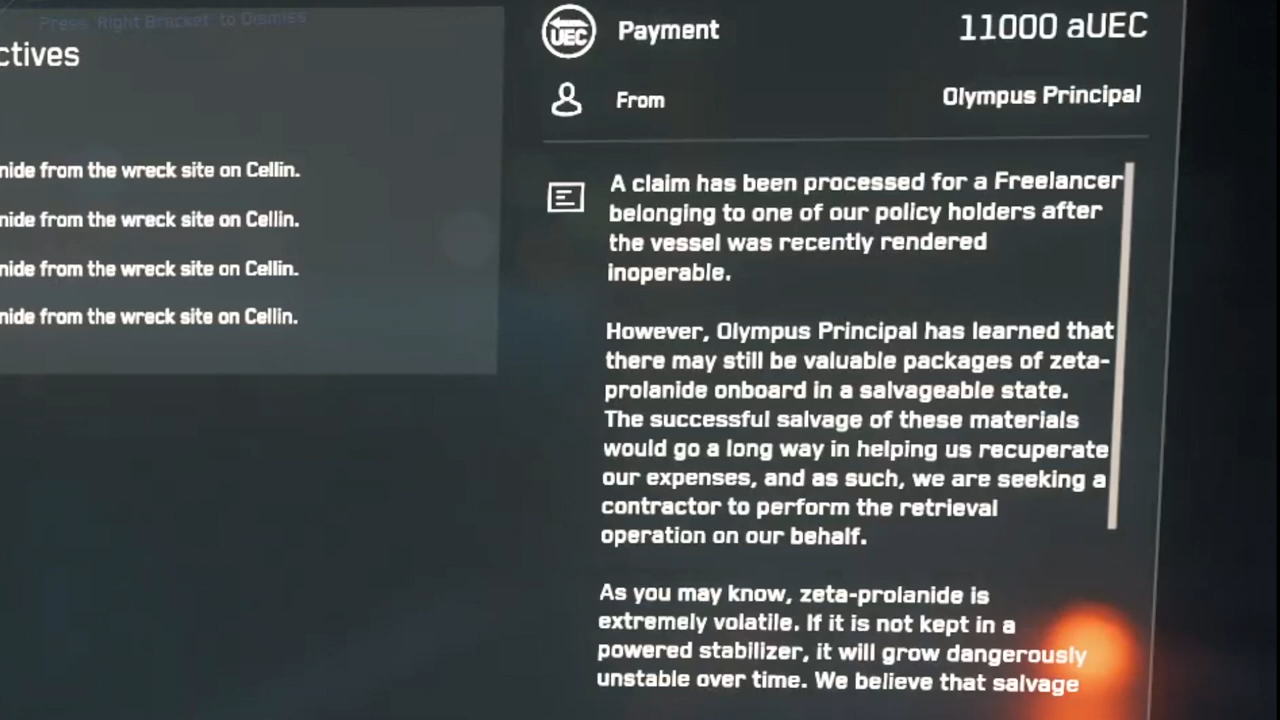 Press 'Right Bracket' to Dismiss
ctives
nide from the wreck site on Cellin.
nide from the wreck site on Cellin.
nide from the wreck site on Cellin.
nide from the wreck site on Cellin.
UEC
Payment
11000 aUEC
From
Olympus Principal
A claim has been processed for a Freelancer
belonging to one of our policy holders after
the vessel was recently rendered
inoperable.
However, Olympus Principal has learned that
there may still be valuable packages of zeta-
prolanide onboard in a salvageable state.
The successful salvage of these materials
would go a long way in helping us recuperate
our expenses, and as such, we are seeking a
contractor to perform the retrieval
operation on our behalf.
As you may know, zeta-prolanide is
extremely volatile. If it is not kept in a
powered stabilizer, it will grow dangerously
unstable over time. We believe that salvage